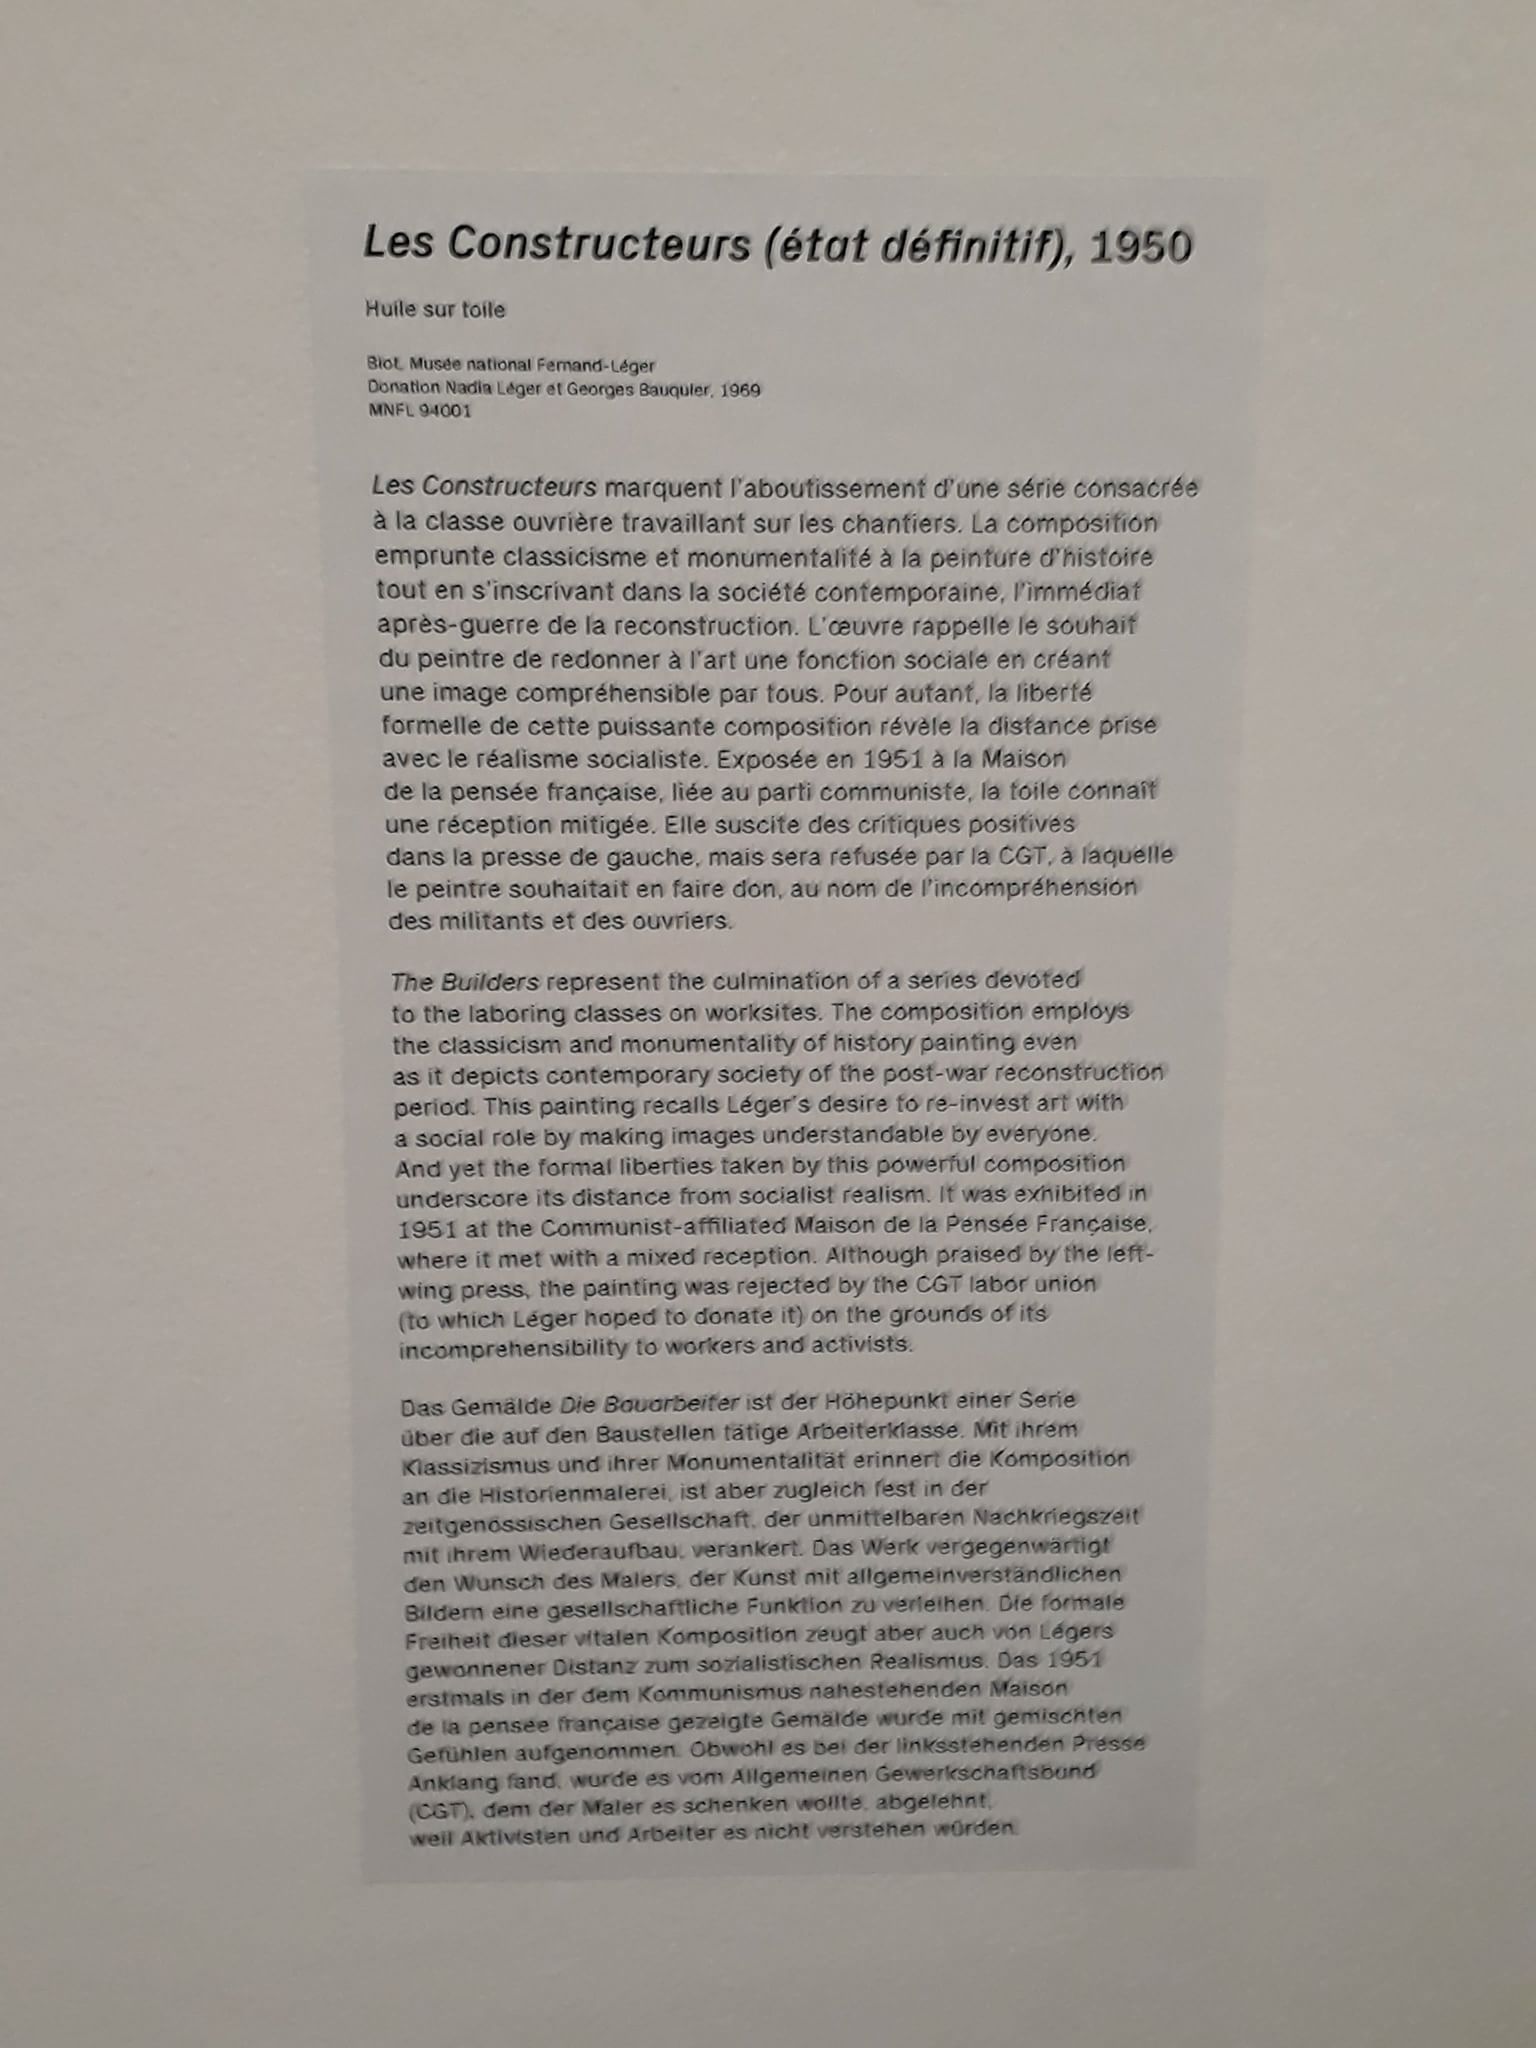 Les Constructeurs (état définitif), 1950
Huile sur toile
Biot, Musée national Fernand-Léger
Donation Nadia Léger et Georges Bauquier, 1969
MNFL 94001
Les Constructeurs marquent l'aboutissement d'une série consacrée
à la classe ouvrière travaillant sur les chantiers. La composition
emprunte classicisme et monumentalité à la peinture d'histoire
tout en s'inscrivant dans la société contemporaine, l'immédiat
après-guerre de la reconstruction. L'œuvre rappelle le souhait
du peintre de redonner à l'art une fonction sociale en créant
une image compréhensible par tous. Pour autant, la liberté
formelle de cette puissante composition révèle la distance prise
avec le réalisme socialiste. Exposée en 1951 à la Maison
de la pensée française, liée au parti communiste, la toile connaît
une réception mitigée. Elle suscite des critiques positives
dans la presse de gauche, mais sera refusée par la CGT, à laquelle
le peintre souhaitait en faire don, au nom de l'incompréhension
des militants et des ouvriers.
The Builders represent the culmination of a series devoted
to the laboring classes on worksites. The composition employs
the classicism and monumentality of history painting even
as it depicts contemporary society of the post-war reconstruction
period. This painting recalls Léger's desire to re-invest art with
a social role by making images understandable by everyone.
And yet the formal liberties taken by this powerful composition
underscore its distance from socialist realism. It was exhibited in
1951 at the Communist-affiliated Maison de la Pensée Française,
where it met with a mixed reception. Although praised by the left-
wing press, the painting was rejected by the CGT labor union
(to which Léger hoped to donate it) on the grounds of its
incomprehensibility to workers and activists.
Das Gemälde Die Bauarbeiter ist der Höhepunkt einer Serie
über die auf den Baustellen tätige Arbeiterklasse. Mit ihrem
Klassizismus und ihrer Monumentalität erinnert die Komposition
an die Historienmalerei, ist aber zugleich fest in der
zeitgenössischen Gesellschaft, der unmittelbaren Nachkriegszeit
mit ihrem Wiederaufbau, verankert. Das Werk vergegenwärtigt
den Wunsch des Malers, der Kunst mit allgemeinverständlichen
Bildern eine gesellschaftliche Funktion zu verleihen. Die formale
Freiheit dieser vitalen Komposition zeugt aber auch von Légers
gewonnener Distanz zum sozialistischen Realismus. Das 1951
erstmals in der dem Kommunismus nahestehenden Maison
de la pensée française gezeigte Gemälde wurde mit gemischten
Gefühlen aufgenommen. Obwohl es bei der linksstehenden Presse
Anklang fand, wurde es vom Allgemeinen Gewerkschaftsbund
(CGT), dem der Maler es schenken wollte, abgelehnt,
weil Aktivisten und Arbeiter es nicht verstehen würden.